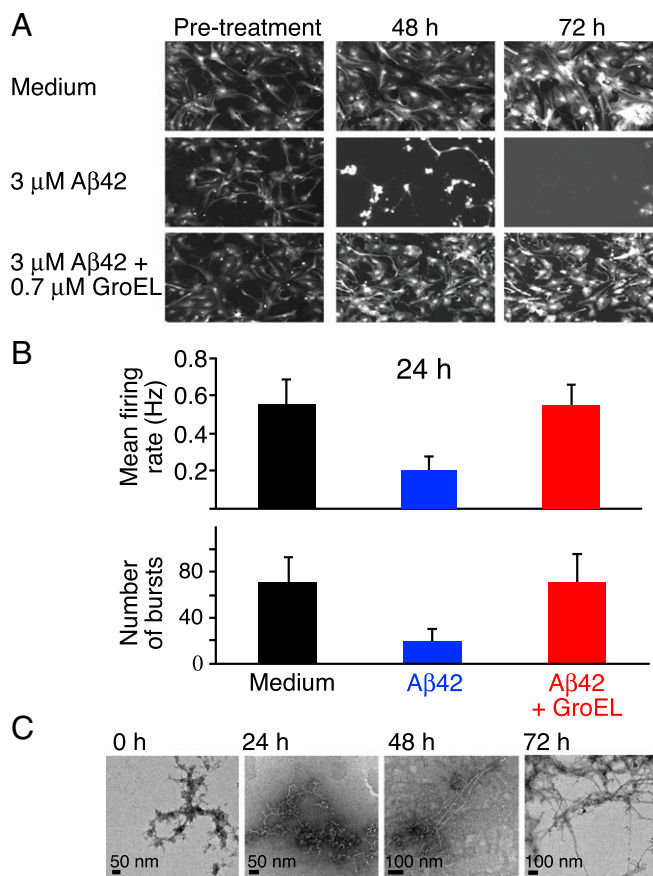 A
Pre-treatment 48 h 72 h
Medium
3 μM Aβ42
3 μM Aβ42 +
0.7 μM GroEL
B
24 h
Mean firing
rate (Hz)
0.8
0.6
0.4
0.2
Number
of bursts
80
40
0
Medium Aβ42 Aβ42
+ GroEL
C
0 h 24 h 48 h 72 h
50 nm 50 nm 100 nm 100 nm